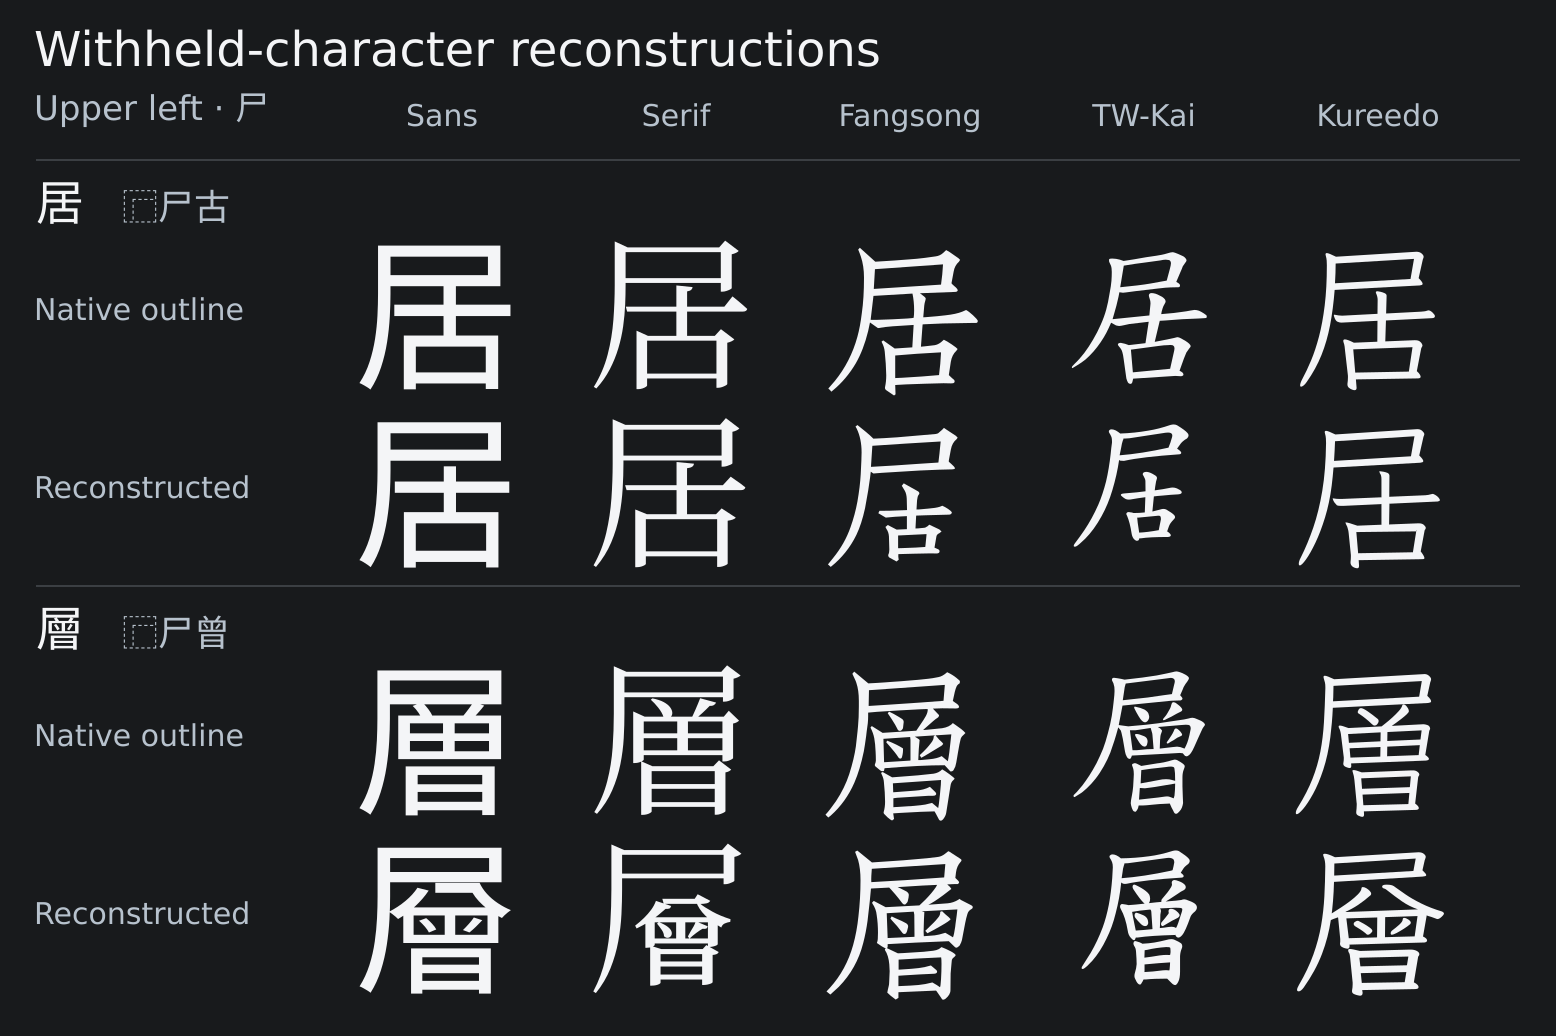 Withheld-character reconstructions
Upper left · 尸 Sans Serif Fangsong TW-Kai Kureedo
居 ⿸尸古
Native outline 居 居 居 居 居
Reconstructed 居 居 居 居 居
層 ⿸尸曾
Native outline 層 層 層 層 層
Reconstructed 層 層 層 層 層